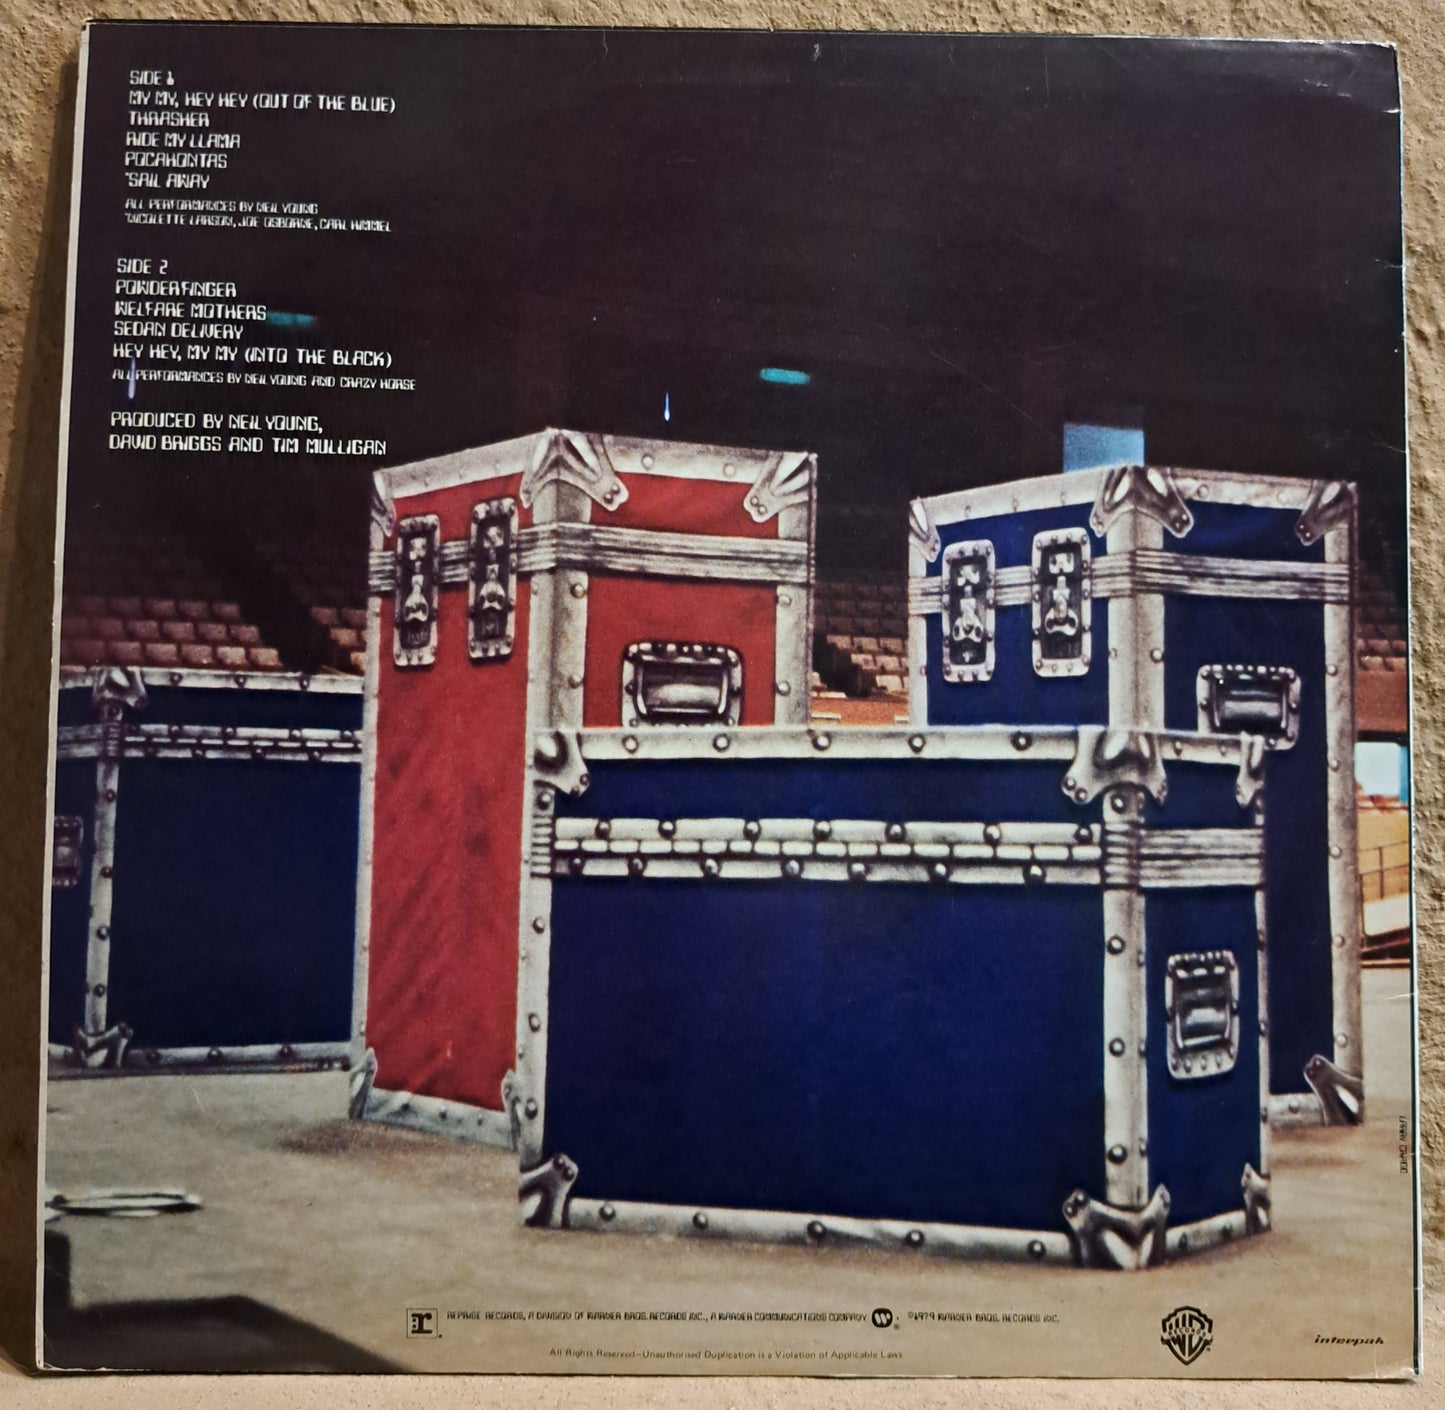 SIDE 1
MY MY, HEY HEY (OUT OF THE BLUE)
THRASHER
RIDE MY LLAMA
POCAHONTAS
*SAIL AWAY
ALL PERFORMANCES BY NEIL YOUNG
*NICOLETTE LARSON, JOE OSBORNE, CARL HIMMEL
SIDE 2
POWDERFINGER
WELFARE MOTHERS
SEDAN DELIVERY
HEY HEY, MY MY (INTO THE BLACK)
ALL PERFORMANCES BY NEIL YOUNG AND CRAZY HORSE
PRODUCED BY NEIL YOUNG,
DAVID BRIGGS AND TIM MULLIGAN
r REPRISE RECORDS, A DIVISION OF WARNER BROS. RECORDS INC., A WARNER COMMUNICATIONS COMPANY ®. ©1979 WARNER BROS. RECORDS INC.
All Rights Reserved—Unauthorised Duplication is a Violation of Applicable Laws.
WB RECORDS
interpak